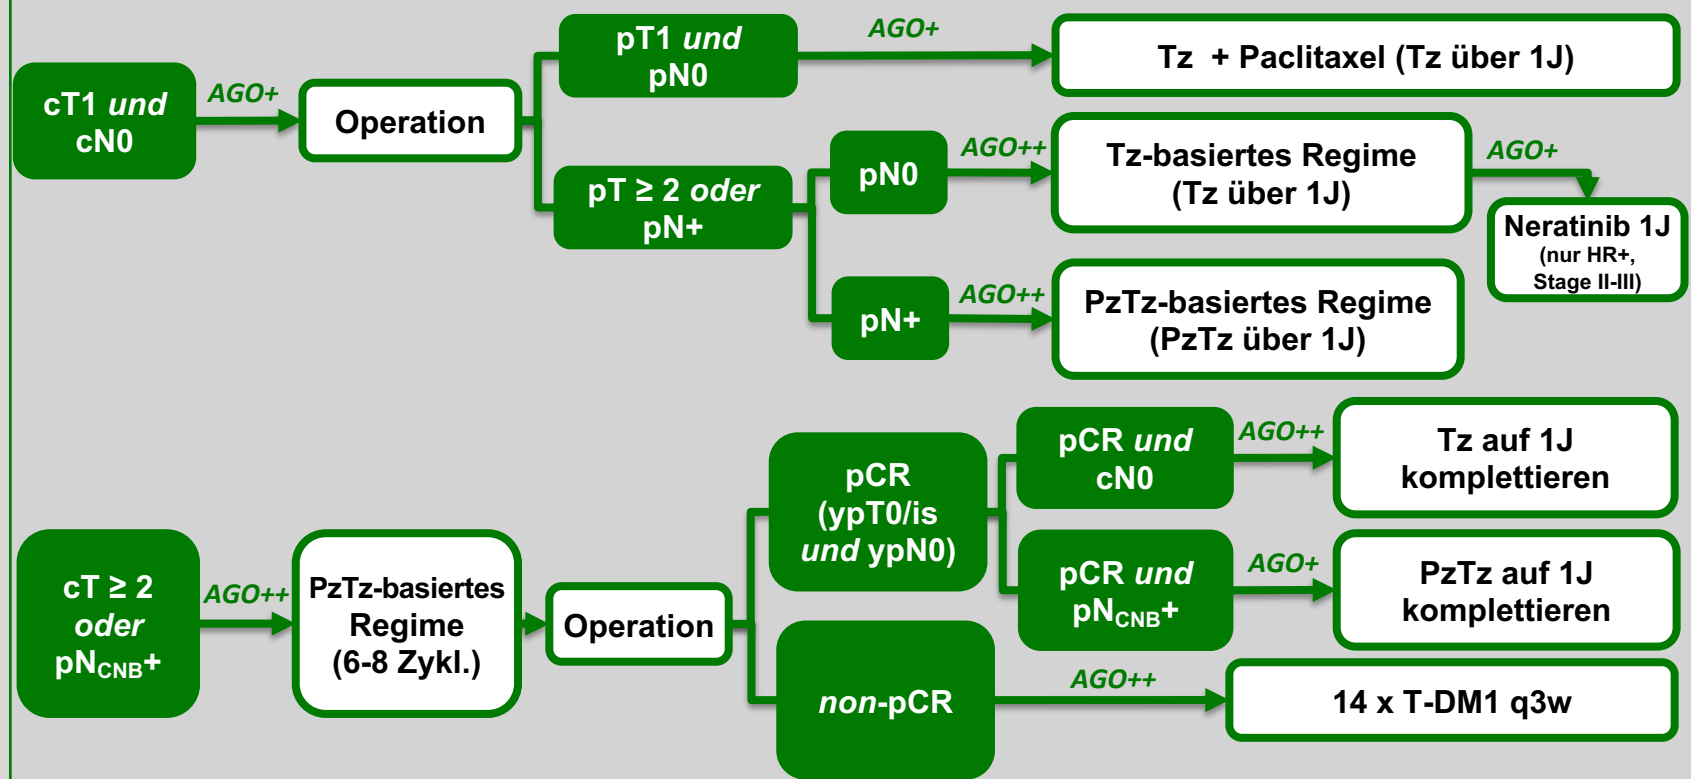 cT1 und
cN0
AGO+
Operation
pT1 und
pN0
AGO+
Tz + Paclitaxel (Tz über 1J)
pT ≥ 2 oder
pN+
pN0
AGO++
Tz-basiertes Regime
(Tz über 1J)
AGO+
Neratinib 1J
(nur HR+,
Stage II-III)
pN+
AGO++
PzTz-basiertes Regime
(PzTz über 1J)
cT ≥ 2
oder
pNCNB+
AGO++
PzTz-basiertes
Regime
(6-8 Zykl.)
Operation
pCR
(ypT0/is
und ypN0)
pCR und
cN0
AGO++
Tz auf 1J
komplettieren
pCR und
pNCNB+
AGO+
PzTz auf 1J
komplettieren
non-pCR
AGO++
14 x T-DM1 q3w